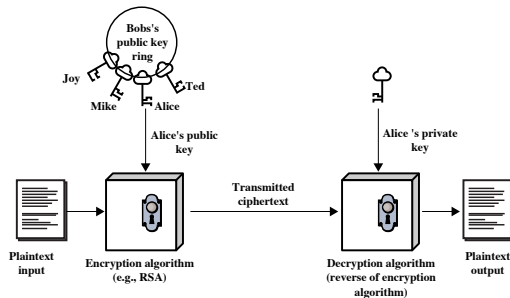 Bobs's
public key
ring
Joy
Ted
Mike
Alice
Alice's public
key
Alice 's private
key
Transmitted
ciphertext
Plaintext
input
Encryption algorithm
(e.g., RSA)
Decryption algorithm
(reverse of encryption
algorithm)
Plaintext
output